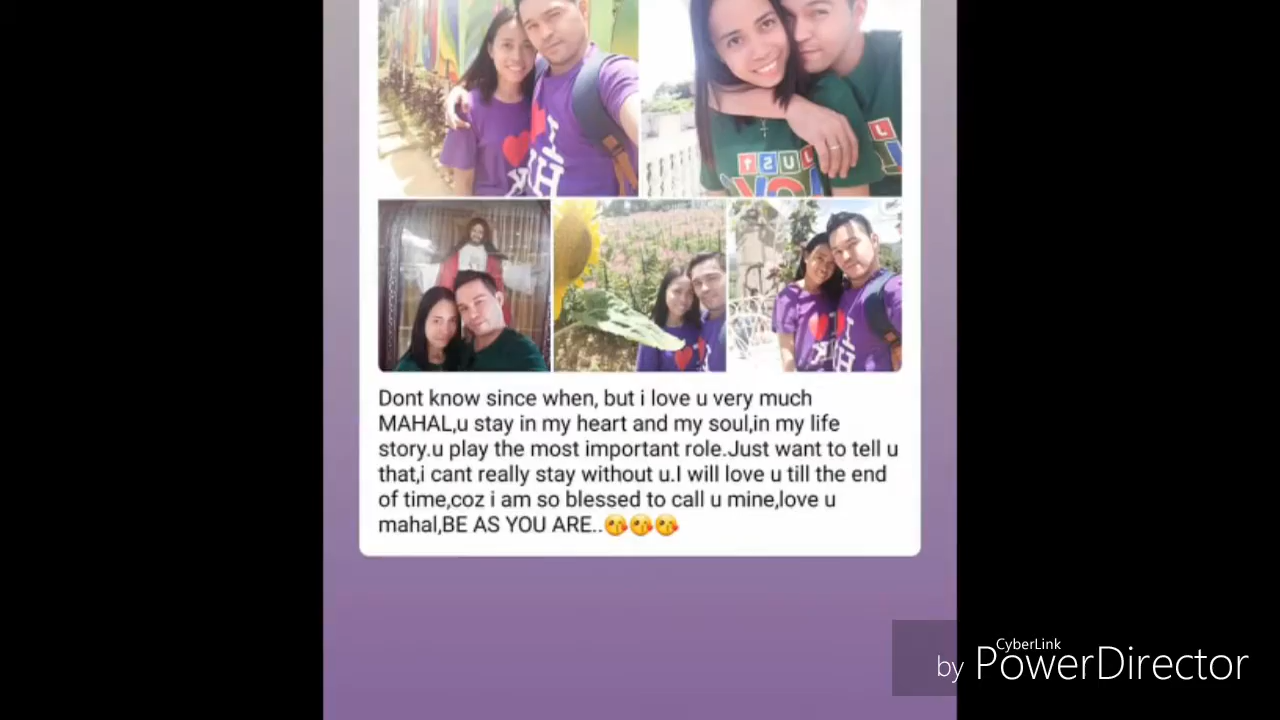 JUST
Dont know since when, but i love u very much
MAHAL,u stay in my heart and my soul,in my life
story.u play the most important role.Just want to tell u
that,i cant really stay without u.I will love u till the end
of time,coz i am so blessed to call u mine,love u
mahal,BE AS YOU ARE..😘😘😘
CyberLink
by PowerDirector